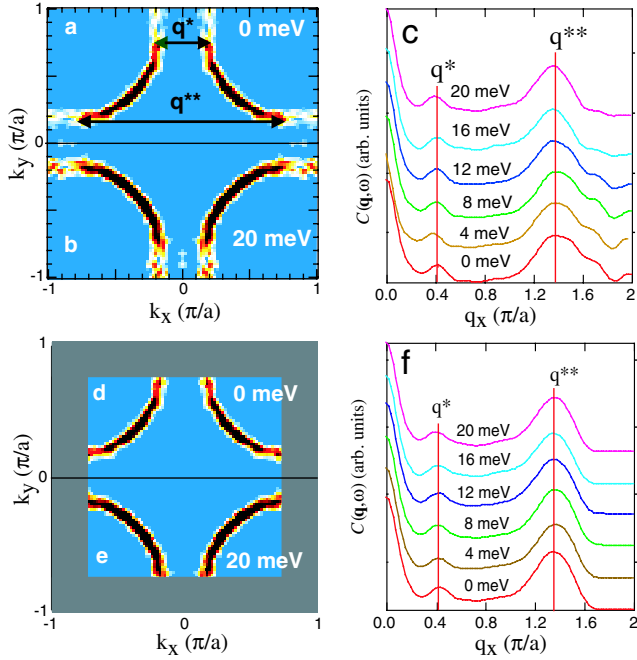 a
q*
0 meV
q**
b
20 meV
1
0
1
k_y (π/a)
-1
0
1
k_x (π/a)
c
q*
q**
20 meV
16 meV
12 meV
8 meV
4 meV
0 meV
C(q,ω) (arb. units)
0.0
0.4
0.8
1.2
1.6
2.0
q_x (π/a)
d
0 meV
e
20 meV
1
0
-1
k_y (π/a)
-1
0
1
k_x (π/a)
f
q*
q**
20 meV
16 meV
12 meV
8 meV
4 meV
0 meV
C(q,ω) (arb. units)
0
0.4
0.8
1.2
1.6
2
q_x (π/a)